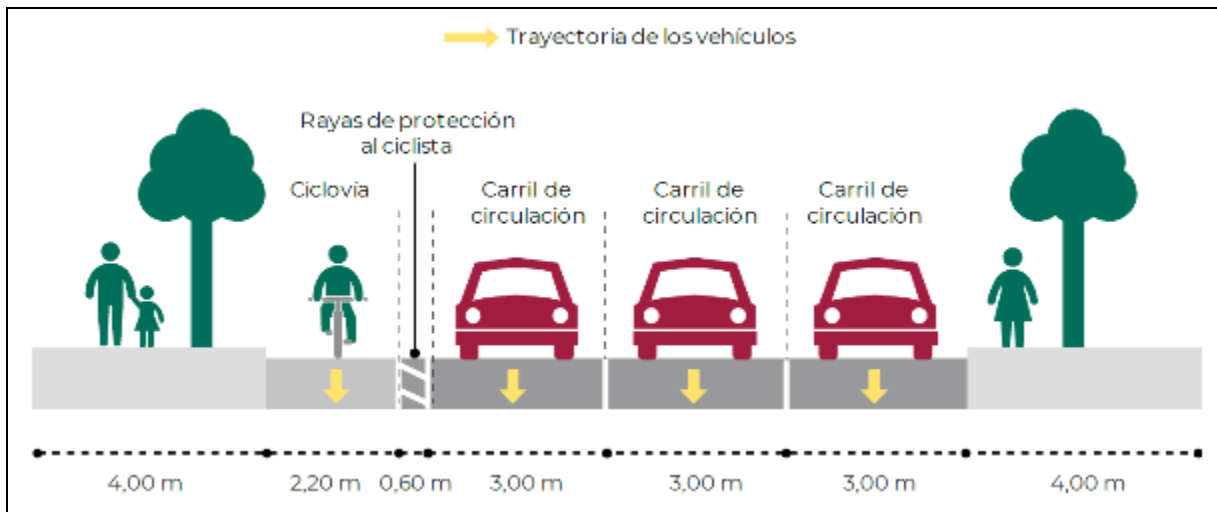 Trayectoria de los vehículos
Rayas de protección
al ciclista
Ciclovía
Carril de
circulación
Carril de
circulación
Carril de
circulación
4,00 m
2,20 m
0,60 m
3,00 m
3,00 m
3,00 m
4,00 m